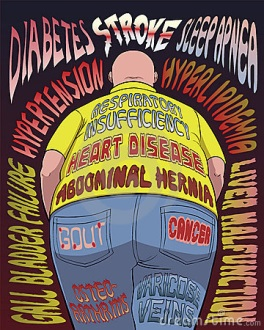 DIABETES STROKE SLEEP APNEA
HYPERTENSION
HYPERLIPIDEMIA
RESPIRATORY
INSUFFICIENCY
HEART DISEASE
ABDOMINAL HERNIA
GALL BLADDER FAILURE
LIVER MALFUNCTION
GOUT
CANCER
OSTEO-
ARTHRITIS
VARICOSE
VEINS
dreamstime.com